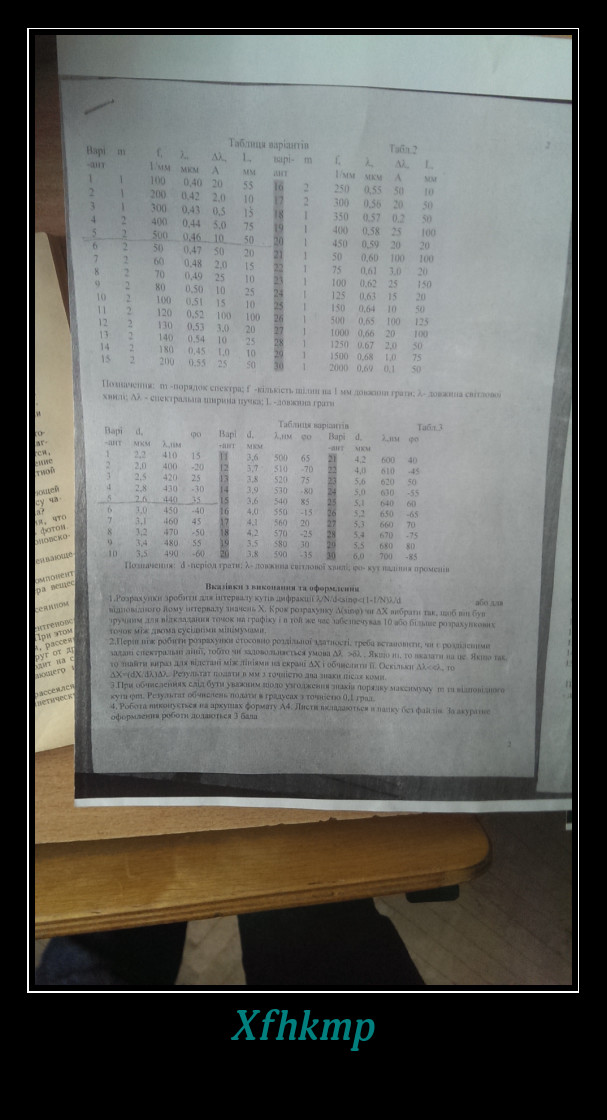 2
Таблиця варіантів Табл.2
Варі -ант m f, 1/мм λ, мкм Δλ, А L, мм варі- ант m f, 1/мм λ, мкм Δλ, А L, мм
1 1 100 0,40 20 55 16 2 250 0,55 50 10
2 1 200 0,42 2,0 10 17 2 300 0,56 20 50
3 1 300 0,43 0,5 15 18 1 350 0,57 0,2 50
4 2 400 0,44 5,0 75 19 1 400 0,58 25 100
5 2 500 0,46 10 50 20 1 450 0,59 20 20
6 2 50 0,47 50 20 21 1 50 0,60 100 100
7 2 60 0,48 2,0 15 22 1 75 0,61 3,0 20
8 2 70 0,49 25 10 23 1 100 0,62 25 150
9 2 80 0,50 10 25 24 1 125 0,63 15 20
10 2 100 0,51 15 10 25 1 150 0,64 10 50
11 2 120 0,52 100 100 26 1 500 0,65 100 125
12 2 130 0,53 3,0 20 27 1 1000 0,66 20 100
13 2 140 0,54 10 25 28 1 1250 0,67 2,0 50
14 2 180 0,45 1,0 10 29 1 1500 0,68 1,0 75
15 2 200 0,55 25 50 30 1 2000 0,69 0,1 50
Позначення: m -порядок спектра; f -кількість щілин на 1 мм довжини грати; λ- довжина світлової
хвилі; Δλ - спектральна ширина пучка; L -довжина грати
Таблиця варіантів Табл.3
Варі -ант d, мкм λ,нм φо Варі -ант d, мкм λ,нм φо Варі -ант d, мкм λ,нм φо
1 2,2 410 15 11 3,6 500 65 21 4,2 600 40
2 2,0 400 -20 12 3,7 510 -70 22 4,0 610 -45
3 2,5 420 25 13 3,8 520 75 23 5,6 620 50
4 2,8 430 -30 14 3,9 530 -80 24 5,0 630 -55
5 2,6 440 35 15 3,6 540 85 25 5,1 640 60
6 3,0 450 -40 16 4,0 550 -15 26 5,2 650 -65
7 3,1 460 45 17 4,1 560 20 27 5,3 660 70
8 3,2 470 -50 18 4,2 570 -25 28 5,4 670 -75
9 3,4 480 55 19 3,5 580 30 29 5,5 680 80
10 3,5 490 -60 20 3,8 590 -35 30 6,0 700 -85
Позначення: d -період грати; λ- довжина світлової хвилі; φо- кут падіння променів
Вказівки з виконання та оформлення
1.Розрахунки зробити для інтервалу кутів дифракції або для
відповідного йому інтервалу значень X. Крок розрахунку Δ(sinφ) чи ΔX вибрати так, щоб він був
зручним для відкладання точок на графіку і в той же час забезпечував 10 або більше розрахункових
точок між двома сусідніми мінімумами.
2.Перш ніж робити розрахунки стосовно роздільної здатності, треба встановити, чи є розділеними
задані спектральні лінії, тобто чи задовольняється умова Δλ >δλ. Якщо ні, то вказати на це. Якщо так,
то знайти вираз для відстані між лініями на екрані ΔX і обчислити її. Оскільки Δλ<<λ, то
ΔX=(dX/dλ)Δλ. Результат подати в мм з точністю два знаки після коми.
3.При обчисленнях слід бути уважним щодо узгодження знаків порядку максимуму m та відповідного
кута φm. Результат обчислень подати в градусах з точністю 0,1 град.
4. Робота виконується на аркушах формату А4. Листи вкладаються в папку без файлів. За акуратне
оформлення роботи додаються 3 бала
Xfhkmp